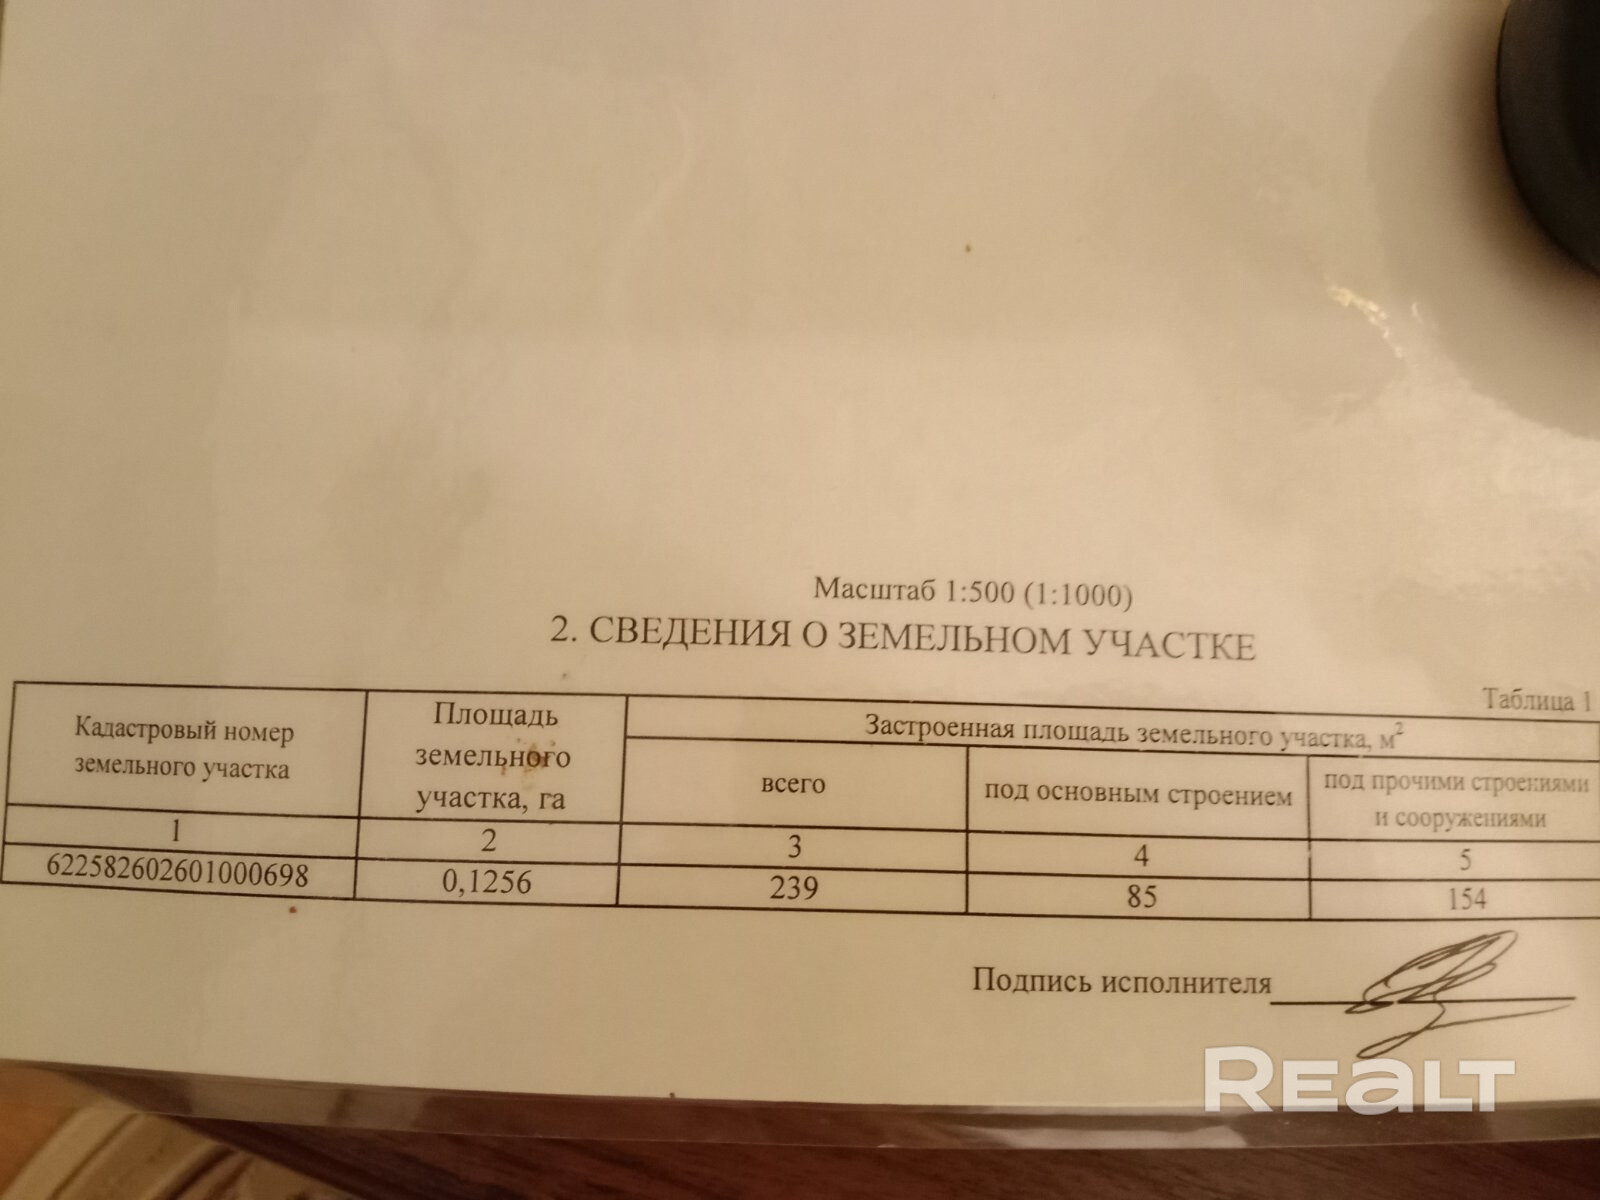 Масштаб 1:500 (1:1000)
2. СВЕДЕНИЯ О ЗЕМЕЛЬНОМ УЧАСТКЕ
Таблица 1
Кадастровый номер
земельного участка
Площадь
земельного
участка, га
Застроенная площадь земельного участка, м²
всего
под основным строением
под прочими строениями
и сооружениями
1 2 3 4 5
622582602601000698 0,1256 239 85 154
Подпись исполнителя
REALT